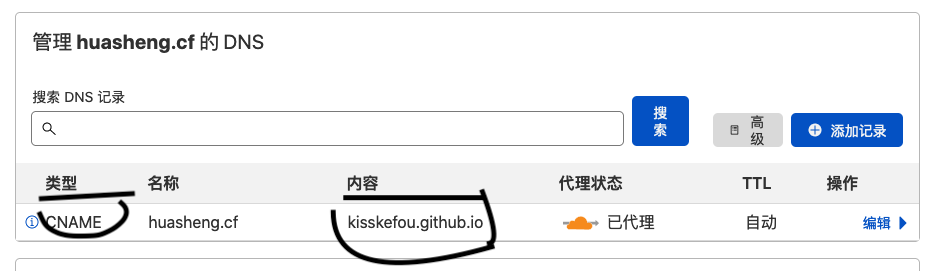 管理 huasheng.cf 的 DNS
搜索 DNS 记录
搜索
高级
添加记录
类型 名称 内容 代理状态 TTL 操作
CNAME huasheng.cf kisskefou.github.io 已代理 自动 编辑